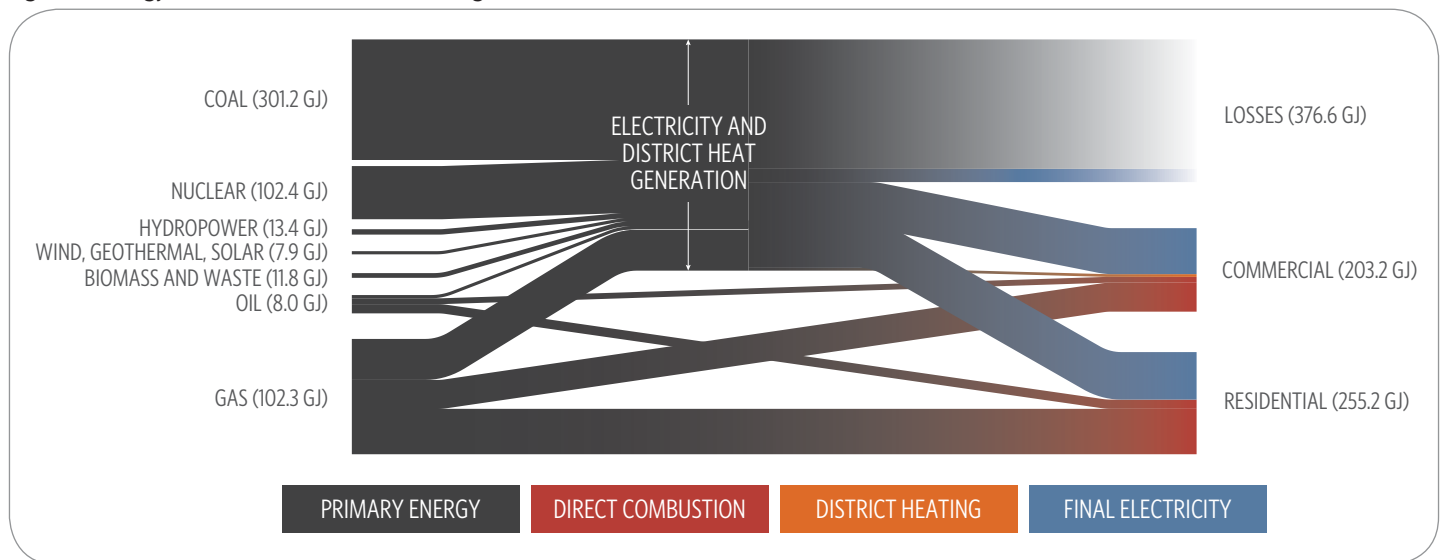 COAL (301.2 GJ)
NUCLEAR (102.4 GJ)
HYDROPOWER (13.4 GJ)
WIND, GEOTHERMAL, SOLAR (7.9 GJ)
BIOMASS AND WASTE (11.8 GJ)
OIL (8.0 GJ)
GAS (102.3 GJ)
ELECTRICITY AND
DISTRICT HEAT
GENERATION
LOSSES (376.6 GJ)
COMMERCIAL (203.2 GJ)
RESIDENTIAL (255.2 GJ)
PRIMARY ENERGY
DIRECT COMBUSTION
DISTRICT HEATING
FINAL ELECTRICITY